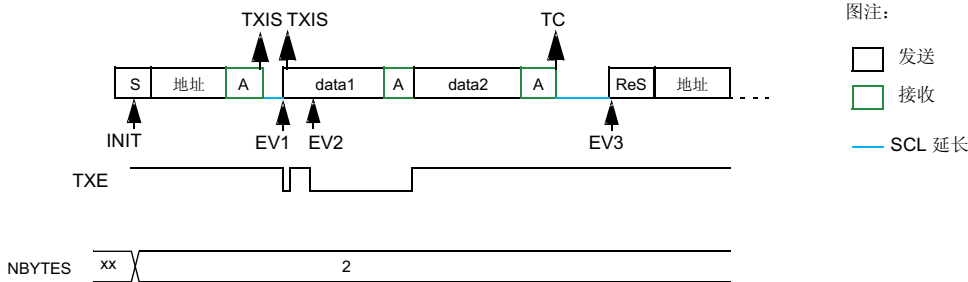 TXIS TXIS TC
S 地址 A data1 A data2 A ReS 地址
INIT EV1 EV2 EV3
TXE
NBYTES xx 2
图注:
发送
接收
SCL 延长